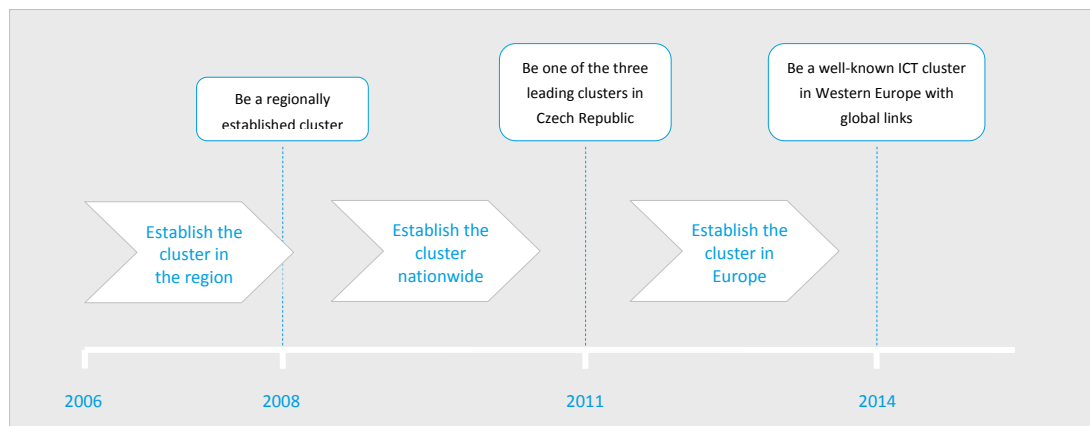 Be a regionally
established cluster
Be one of the three
leading clusters in
Czech Republic
Be a well-known ICT cluster
in Western Europe with
global links
Establish the
cluster in
the region
Establish the
cluster
nationwide
Establish the
cluster in
Europe
2006
2008
2011
2014